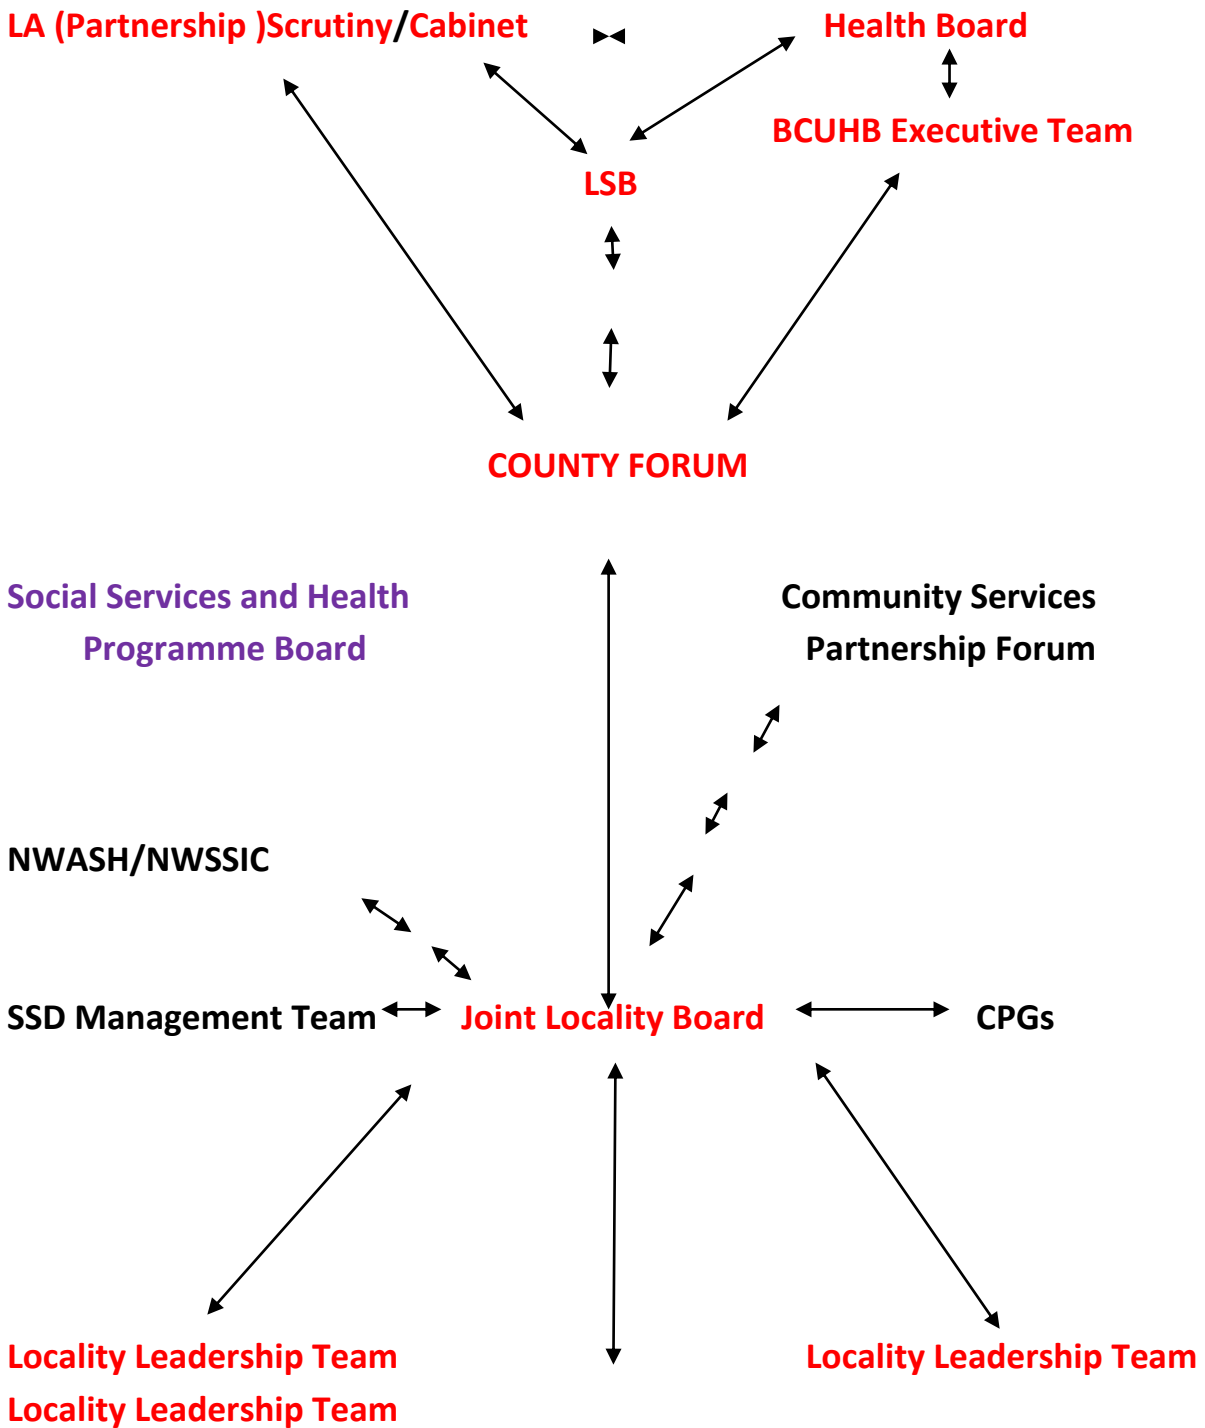 LA (Partnership )Scrutiny/Cabinet
Health Board
BCUHB Executive Team
LSB
COUNTY FORUM
Social Services and Health
Programme Board
Community Services
Partnership Forum
NWASH/NWSSIC
SSD Management Team
Joint Locality Board
CPGs
Locality Leadership Team
Locality Leadership Team
Locality Leadership Team